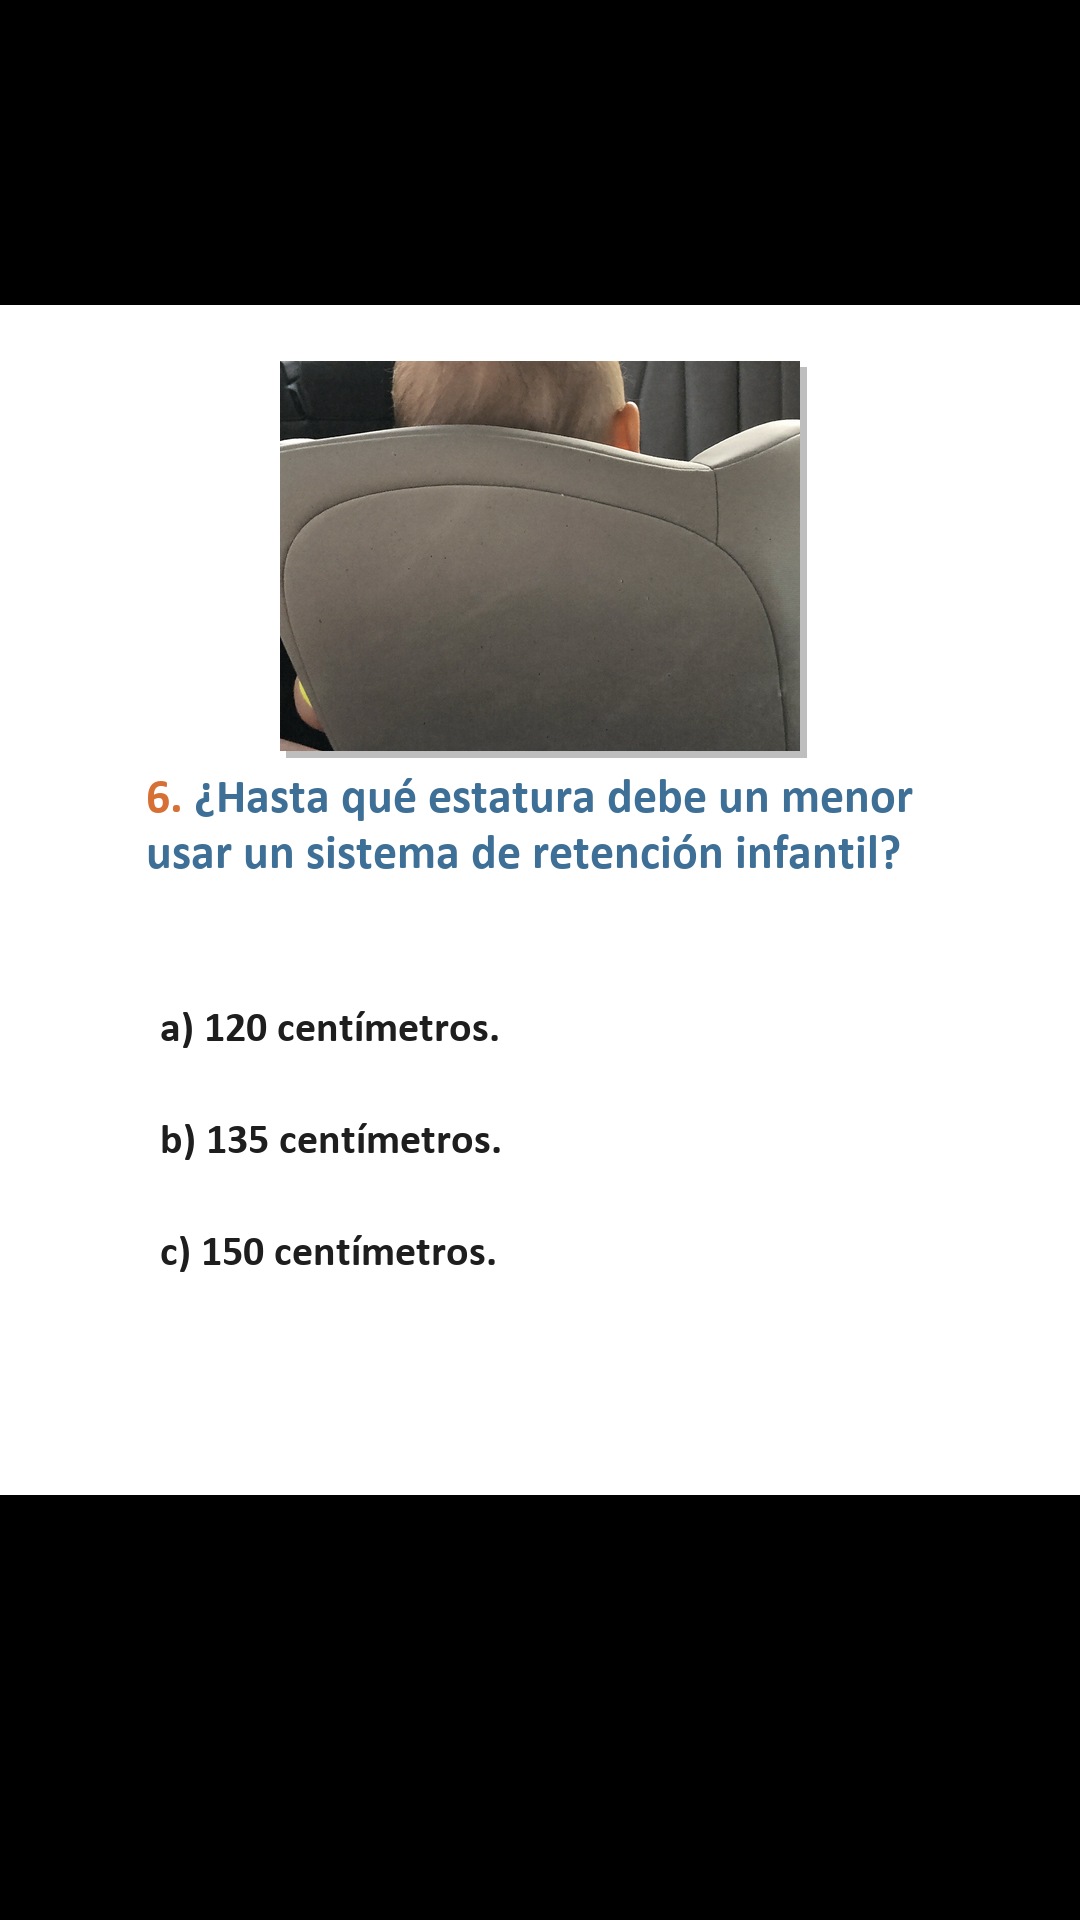 6. ¿Hasta qué estatura debe un menor
usar un sistema de retención infantil?
a) 120 centímetros.
b) 135 centímetros.
c) 150 centímetros.